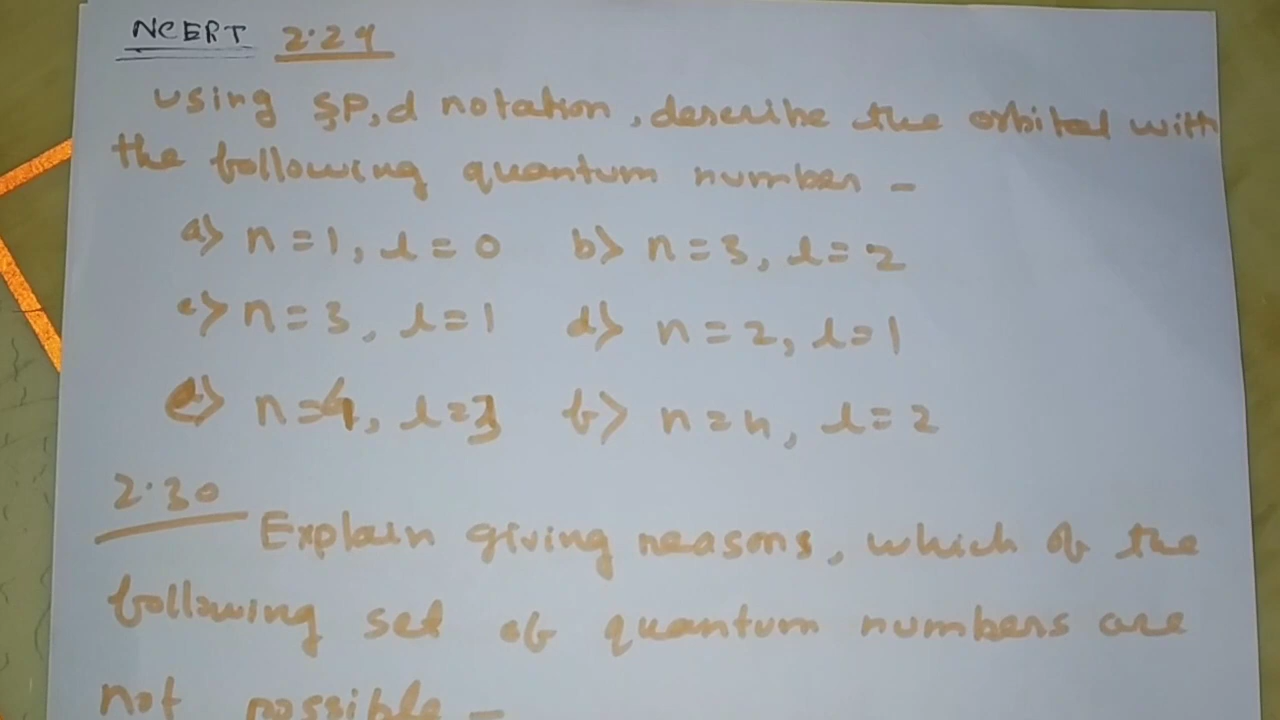 NCERT 2.29
using s,p,d notation, describe the orbital with
the following quantum number -
a) n=1, l=0 b) n=3, l=2
c) n=3, l=1 d) n=2, l=1
e) n=4, l=3 f) n=4, l=2
2.30
Explain giving reasons, which of the
following set of quantum numbers are
not possible -